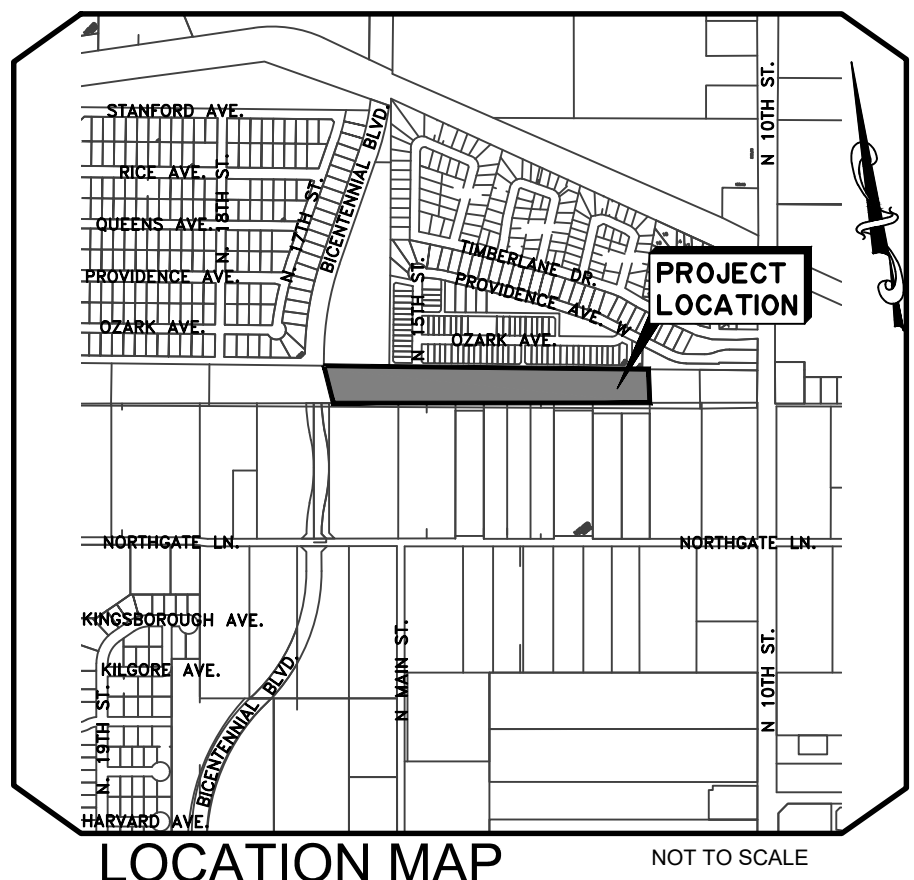 STANFORD AVE.
RICE AVE.
N. 18TH ST.
QUEENS AVE.
PROVIDENCE AVE.
OZARK AVE.
N. 17TH ST.
BICENTENNIAL BLVD.
N 10TH ST.
TIMBERLANE DR.
PROVIDENCE AVE. W
N 15TH ST.
OZARK AVE.
PROJECT
LOCATION
NORTHGATE LN.
NORTHGATE LN.
KINGSBOROUGH AVE.
KILGORE AVE.
N. 19TH ST.
HARVARD AVE.
BICENTENNIAL BLVD.
N MAIN ST.
N 10TH ST.
LOCATION MAP
NOT TO SCALE